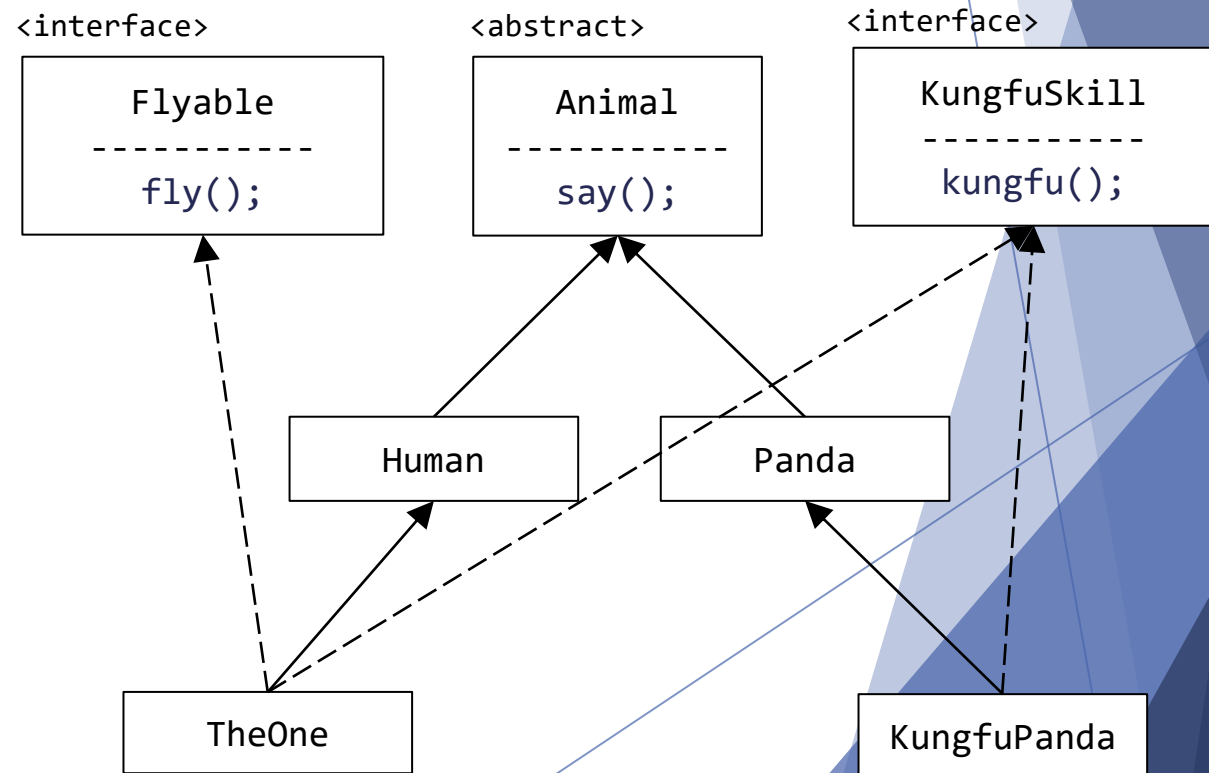 <interface>
Flyable
-----------
fly();
<abstract>
Animal
-----------
say();
<interface>
KungfuSkill
-----------
kungfu();
Human
Panda
TheOne
KungfuPanda